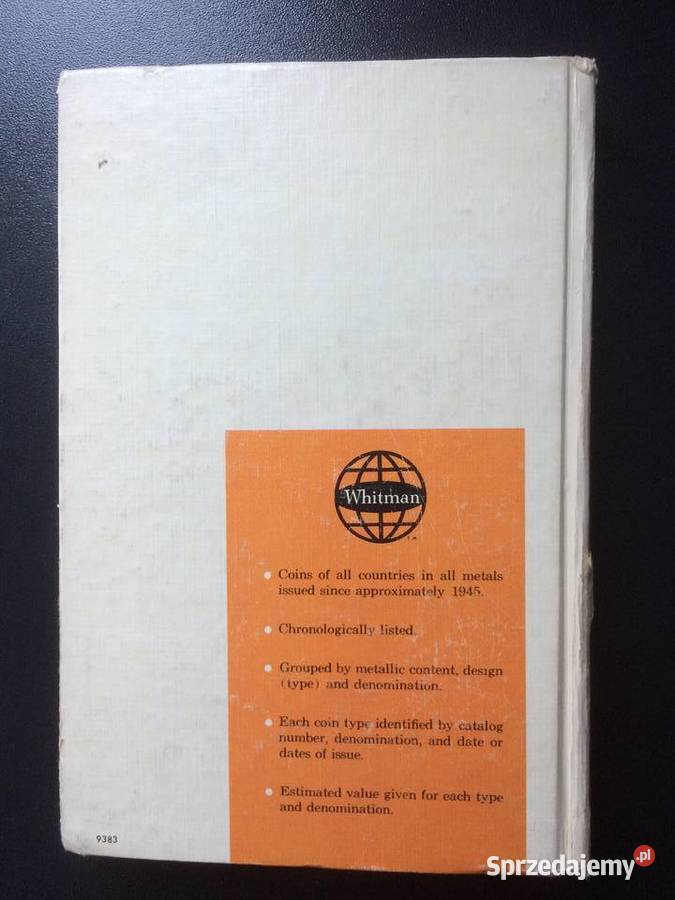 Whitman
T.M.
• Coins of all countries in all metals
issued since approximately 1945.
• Chronologically listed.
• Grouped by metallic content, design
(type) and denomination.
• Each coin type identified by catalog
number, denomination, and date or
dates of issue.
• Estimated value given for each type
and denomination.
9383
Sprzedajemy.pl